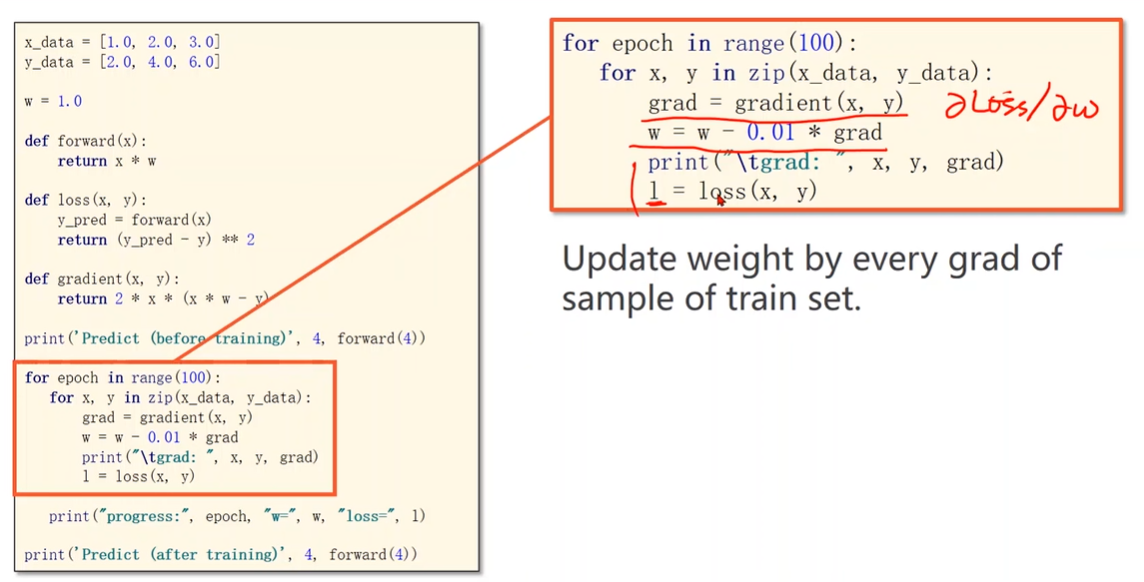 x_data = [1.0, 2.0, 3.0]
y_data = [2.0, 4.0, 6.0]
w = 1.0
def forward(x):
return x * w
def loss(x, y):
y_pred = forward(x)
return (y_pred - y) ** 2
def gradient(x, y):
return 2 * x * (x * w - y)
print('Predict (before training)', 4, forward(4))
for epoch in range(100):
for x, y in zip(x_data, y_data):
grad = gradient(x, y)
w = w - 0.01 * grad
print("\tgrad: ", x, y, grad)
l = loss(x, y)
print("progress:", epoch, "w=", w, "loss=", l)
print('Predict (after training)', 4, forward(4))
for epoch in range(100):
for x, y in zip(x_data, y_data):
grad = gradient(x, y) ∂Loss/∂w
w = w - 0.01 * grad
print("\tgrad: ", x, y, grad)
l = loss(x, y)
Update weight by every grad of
sample of train set.